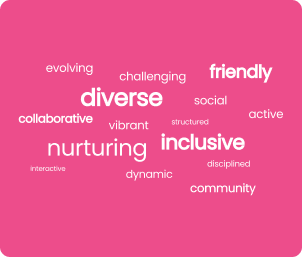 evolving
challenging
friendly
diverse
social
collaborative
vibrant
structured
active
nurturing
inclusive
interactive
dynamic
disciplined
community